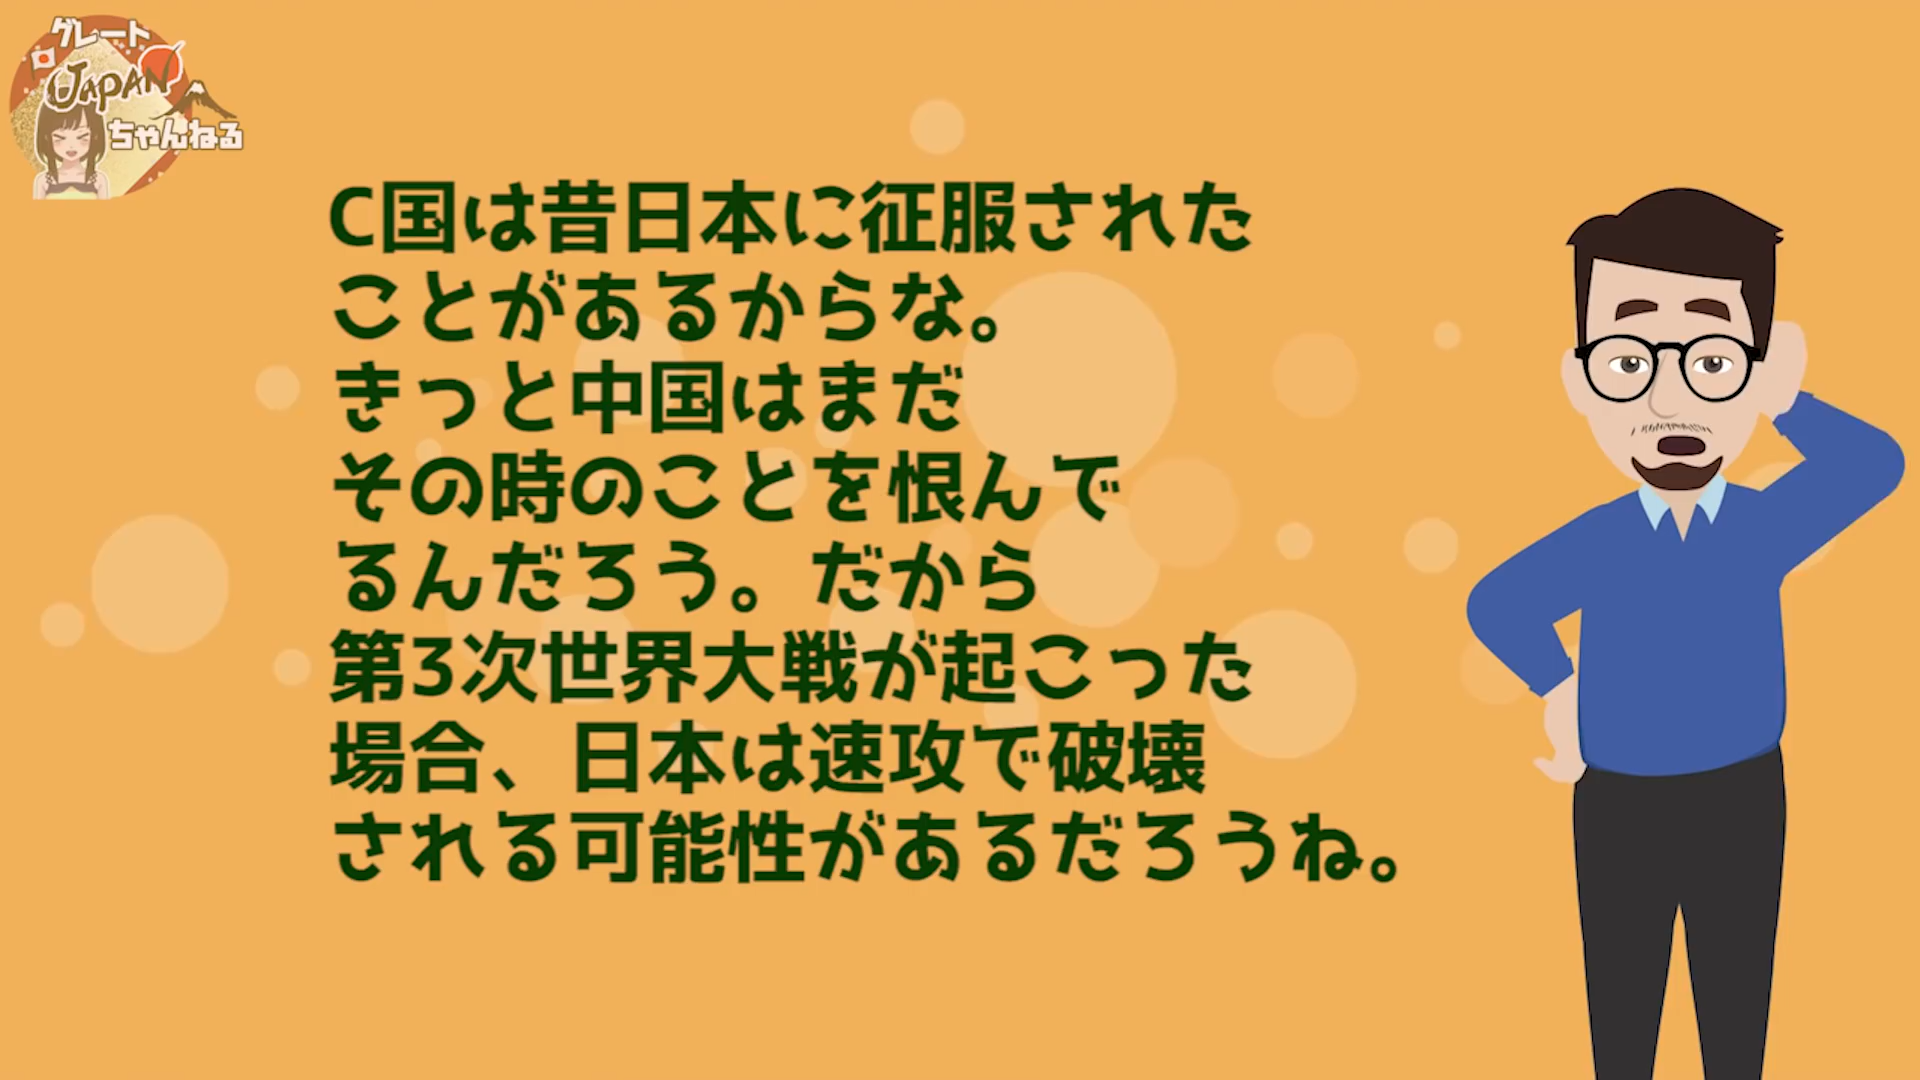 グレート
JAPAN
ちゃんねる
C国は昔日本に征服された
ことがあるからな。
きっと中国はまだ
その時のことを恨んで
るんだろう。だから
第3次世界大戦が起こった
場合、日本は速攻で破壊
される可能性があるだろうね。